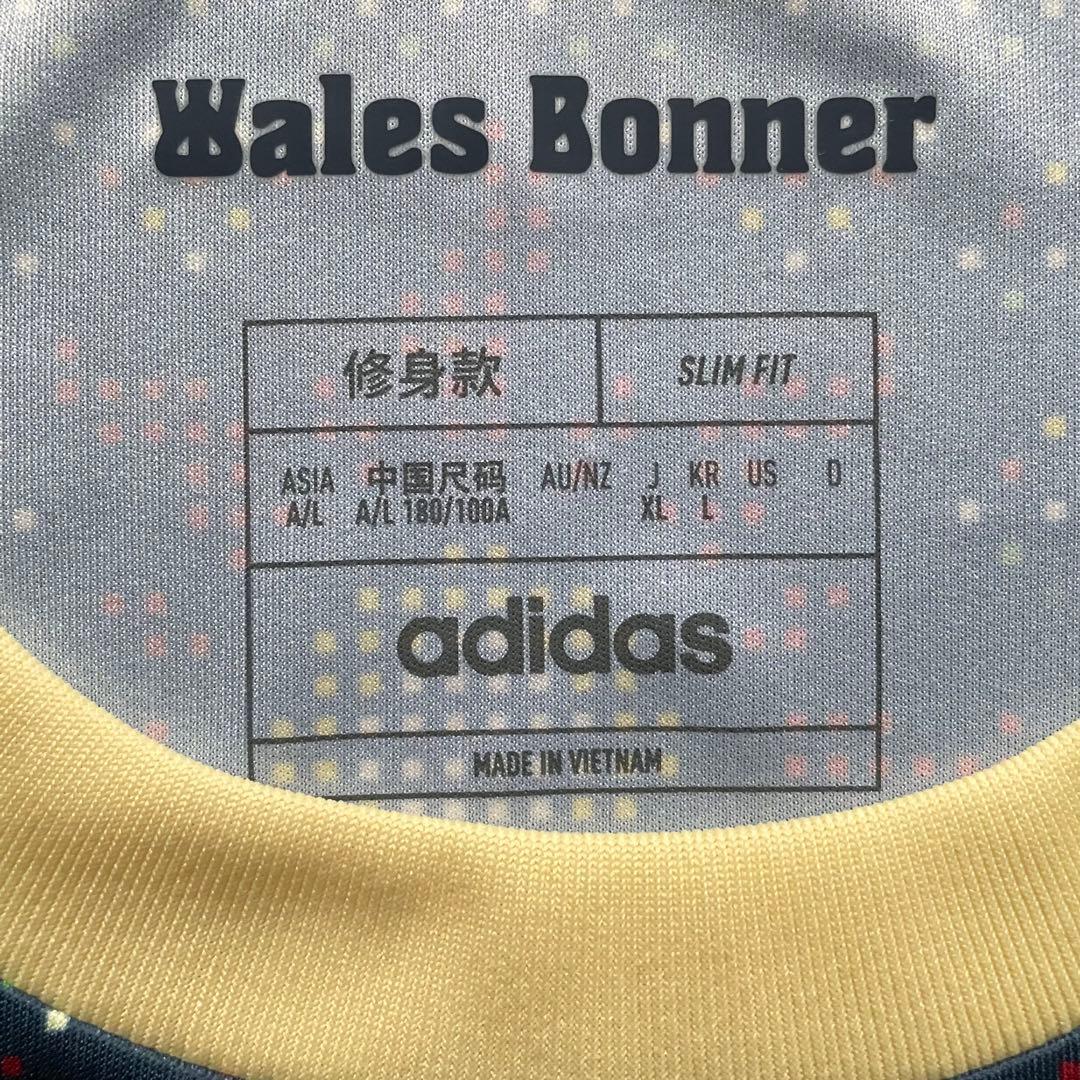 Wales Bonner
修身款 SLIM FIT
ASIA 中国尺码 AU/NZ J KR US D
A/L A/L 180/100A XL L
adidas
MADE IN VIETNAM